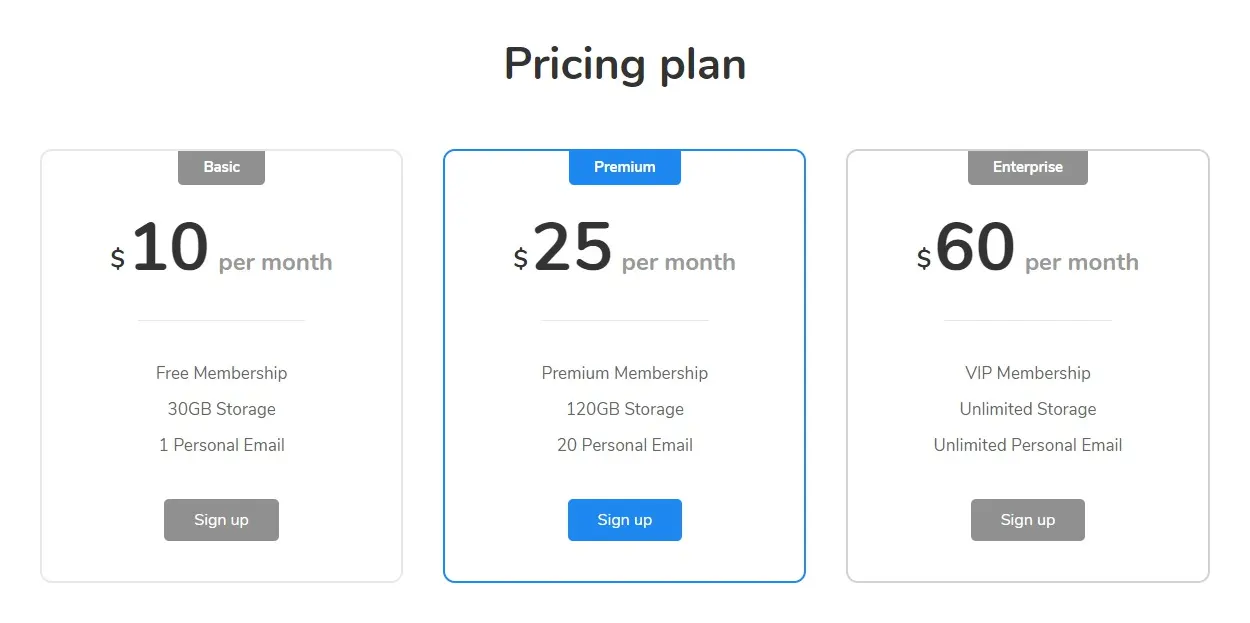 Pricing plan
Basic
$10 per month
Free Membership
30GB Storage
1 Personal Email
Sign up
Premium
$25 per month
Premium Membership
120GB Storage
20 Personal Email
Sign up
Enterprise
$60 per month
VIP Membership
Unlimited Storage
Unlimited Personal Email
Sign up